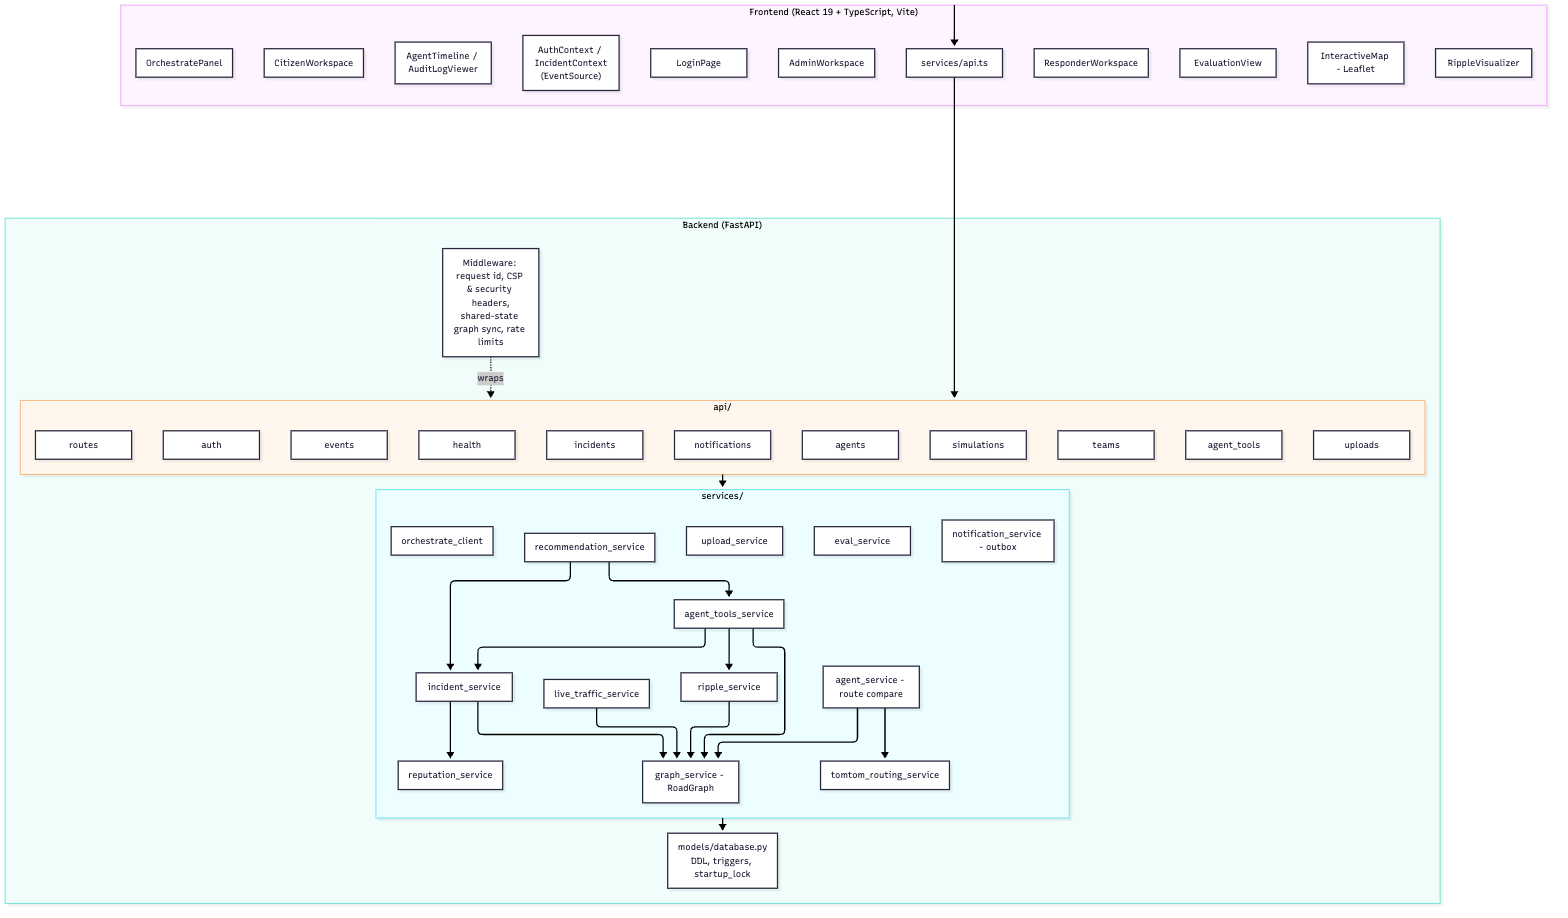 Frontend (React 19 + TypeScript, Vite)
OrchestratePanel
CitizenWorkspace
AgentTimeline /
AuditLogViewer
AuthContext /
IncidentContext
(EventSource)
LoginPage
AdminWorkspace
services/api.ts
ResponderWorkspace
EvaluationView
InteractiveMap
- Leaflet
RippleVisualizer
Backend (FastAPI)
Middleware:
request id, CSP
& security
headers,
shared-state
graph sync, rate
limits
wraps
api/
routes
auth
events
health
incidents
notifications
agents
simulations
teams
agent_tools
uploads
services/
orchestrate_client
recommendation_service
upload_service
eval_service
notification_service
- outbox
agent_tools_service
incident_service
live_traffic_service
ripple_service
agent_service -
route compare
reputation_service
graph_service -
RoadGraph
tomtom_routing_service
models/database.py
DDL, triggers,
startup_lock